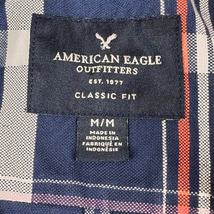 AMERICAN EAGLE
OUTFITTERS
EST. 1977
CLASSIC FIT
M/M
MADE IN
INDONESIA
FABRIQUÉ EN
INDONÉSIE